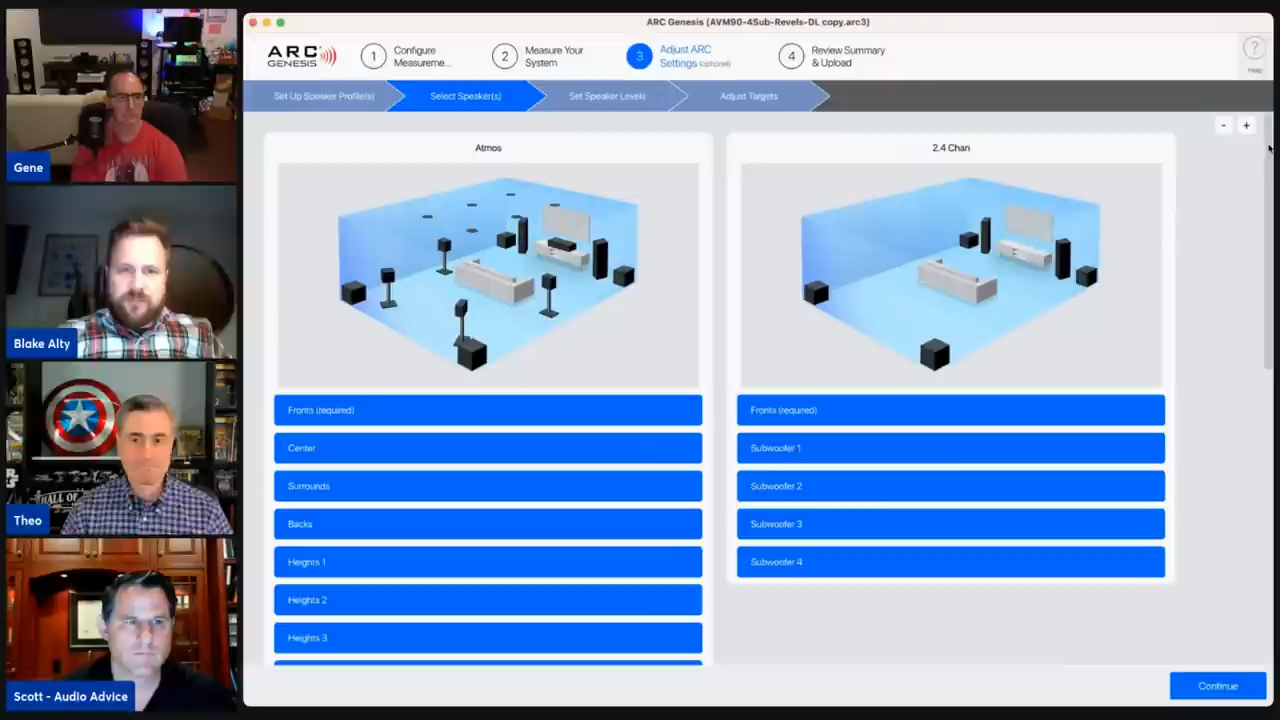 ARC Genesis (AVM90-4Sub-Revels-DL copy.arc3)
ARC
GENESIS
1
Configure
Measureme...
2
Measure Your
System
3
Adjust ARC
Settings (optional)
4
Review Summary
& Upload
?
Help
Set Up Speaker Profile(s)
Select Speaker(s)
Set Speaker Levels
Adjust Targets
- +
Atmos
Fronts (required)
Center
Surrounds
Backs
Heights 1
Heights 2
Heights 3
2.4 Chan
Fronts (required)
Subwoofer 1
Subwoofer 2
Subwoofer 3
Subwoofer 4
Continue
Gene
Blake Alty
HALL OF
Theo
Scott - Audio Advice